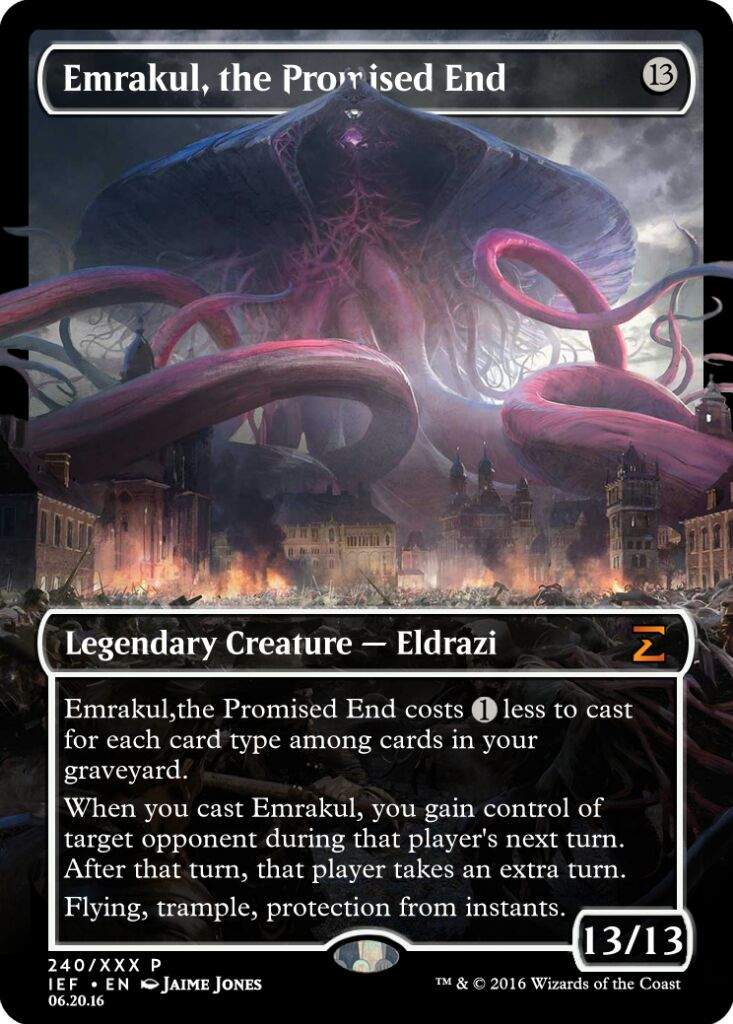 Emrakul, the Promised End
13
Legendary Creature — Eldrazi
Emrakul,the Promised End costs 1 less to cast
for each card type among cards in your
graveyard.
When you cast Emrakul, you gain control of
target opponent during that player's next turn.
After that turn, that player takes an extra turn.
Flying, trample, protection from instants.
13/13
240/XXX P
IEF • EN JAIME JONES
06.20.16
™ & © 2016 Wizards of the Coast